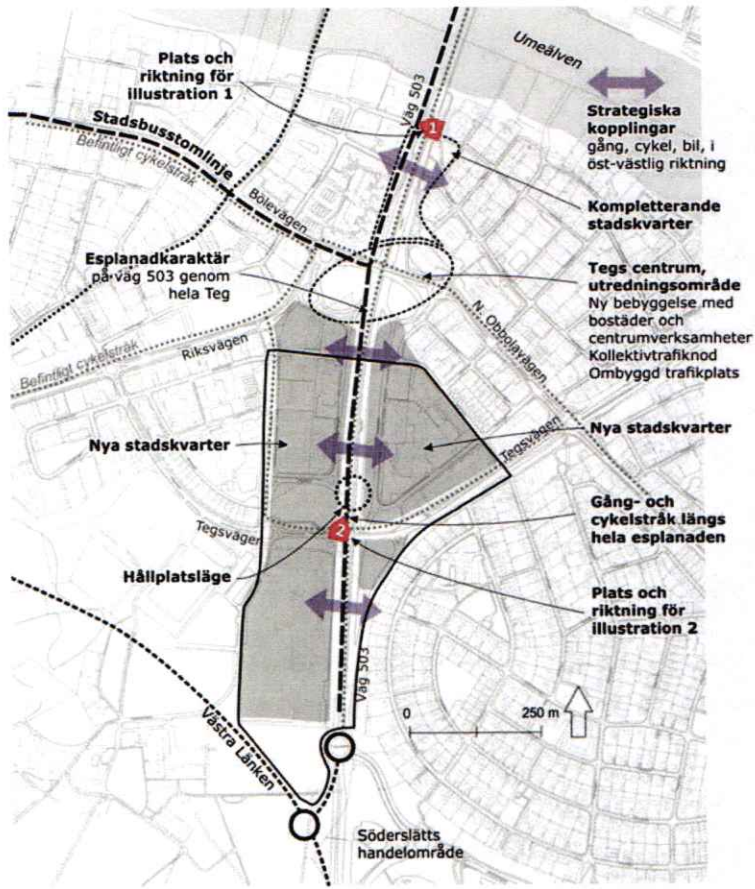 Umeälven
Plats och
riktning för
illustration 1
Väg 503
1
Strategiska
kopplingar
gång, cykel, bil, i
öst-västlig riktning
Stadsbusstomlinje
Befintligt cykelstråk
Bölevägen
Kompletterande
stadskvarter
Esplanadkaraktär
på väg 503 genom
hela Teg
Tegs centrum,
utredningsområde
Ny bebyggelse med
bostäder och
centrumverksamheter
Kollektivtrafiknod
Ombyggd trafikplats
N. Obbolavägen
Riksvägen
Befintligt cykelstråk
Nya stadskvarter
Nya stadskvarter
Tegsvägen
Gång- och
cykelstråk längs
hela esplanaden
Tegsvägen
2
Hållplatsläge
Plats och
riktning för
illustration 2
Väg 503
0
250 m
Västra Länken
Söderslätts
handelområde